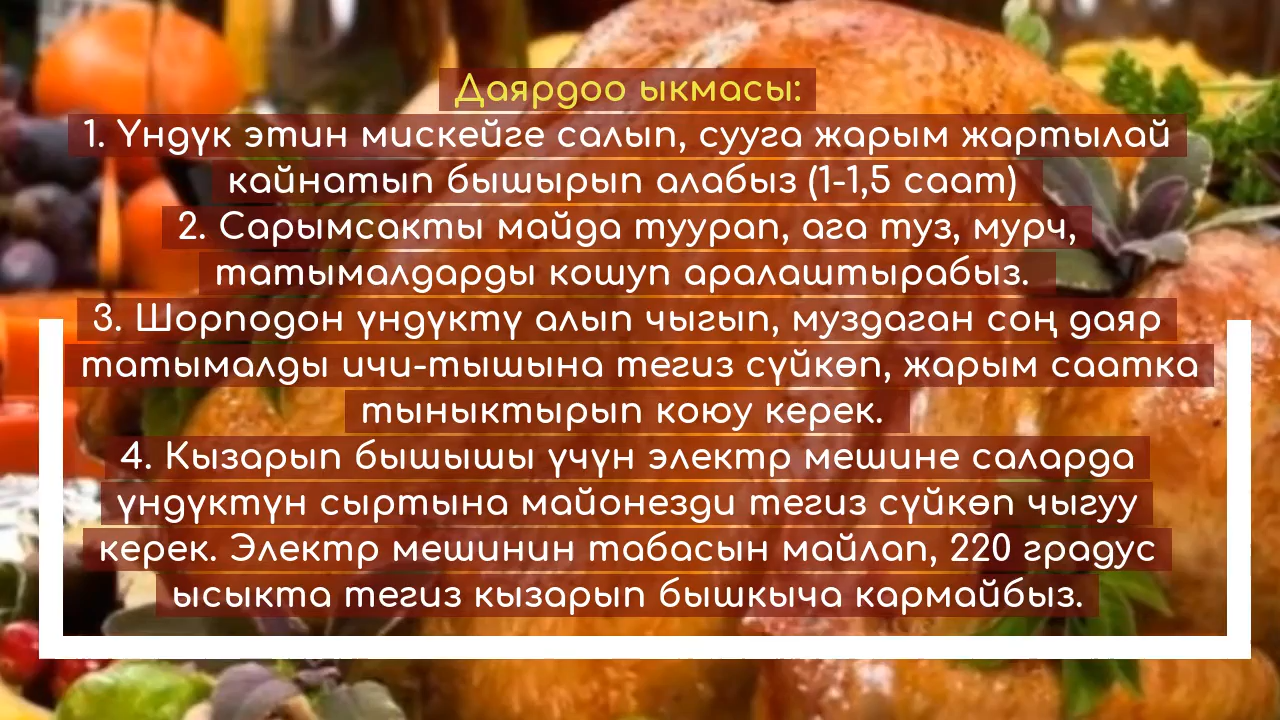 Даярдоо ыкмасы:
1. Үндүк этин мискейге салып, сууга жарым жартылай
кайнатып бышырып алабыз (1-1,5 саат)
2. Сарымсакты майда туурап, ага туз, мурч,
татымалдарды кошуп аралаштырабыз.
3. Шорподон үндүктү алып чыгып, муздаган соң даяр
татымалды ичи-тышына тегиз сүйкөп, жарым саатка
тыныктырып коюу керек.
4. Кызарып бышышы үчүн электр мешине саларда
үндүктүн сыртына майонезди тегиз сүйкөп чыгуу
керек. Электр мешинин табасын майлап, 220 градус
ысыкта тегиз кызарып бышкыча кармайбыз.